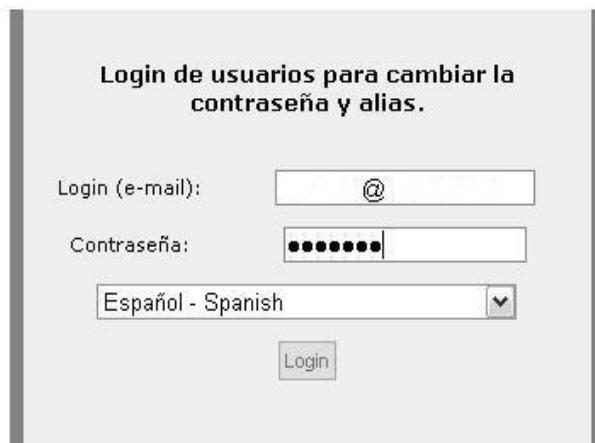 Login de usuarios para cambiar la
contraseña y alias.
Login (e-mail): @
Contraseña: ●●●●●●●
Español - Spanish
Login